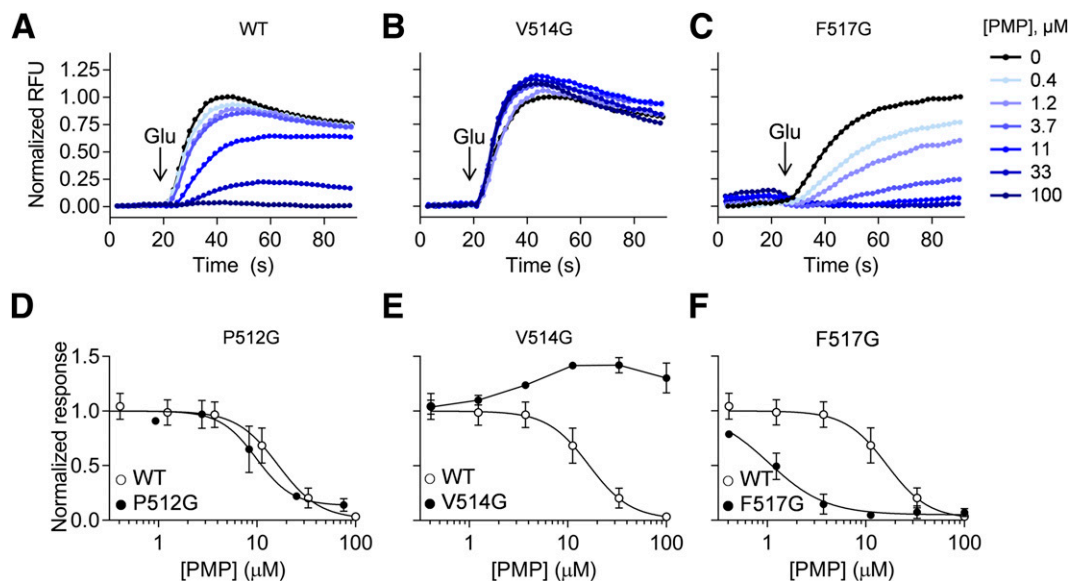 A
WT
B
V514G
C
F517G
[PMP], µM
0
0.4
1.2
3.7
11
33
100
Normalized RFU
1.25
1.00
0.75
0.50
0.25
0.00
Glu
Glu
Glu
0 20 40 60 80
0 20 40 60 80
0 20 40 60 80
Time (s)
Time (s)
Time (s)
D
P512G
E
V514G
F
F517G
Normalized response
1.5
1.0
0.5
0.0
WT
P512G
WT
V514G
WT
F517G
1 10 100
1 10 100
1 10 100
[PMP] (µM)
[PMP] (µM)
[PMP] (µM)